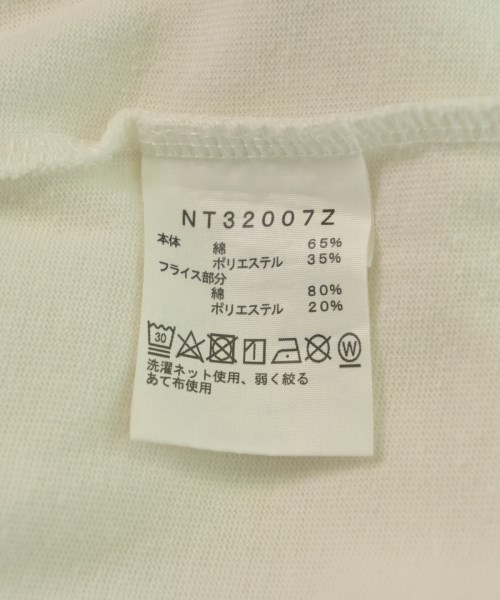 NT32007Z
本体 綿 65%
ポリエステル 35%
フライス部分
綿 80%
ポリエステル 20%
30 W
洗濯ネット使用、弱く絞る
あて布使用